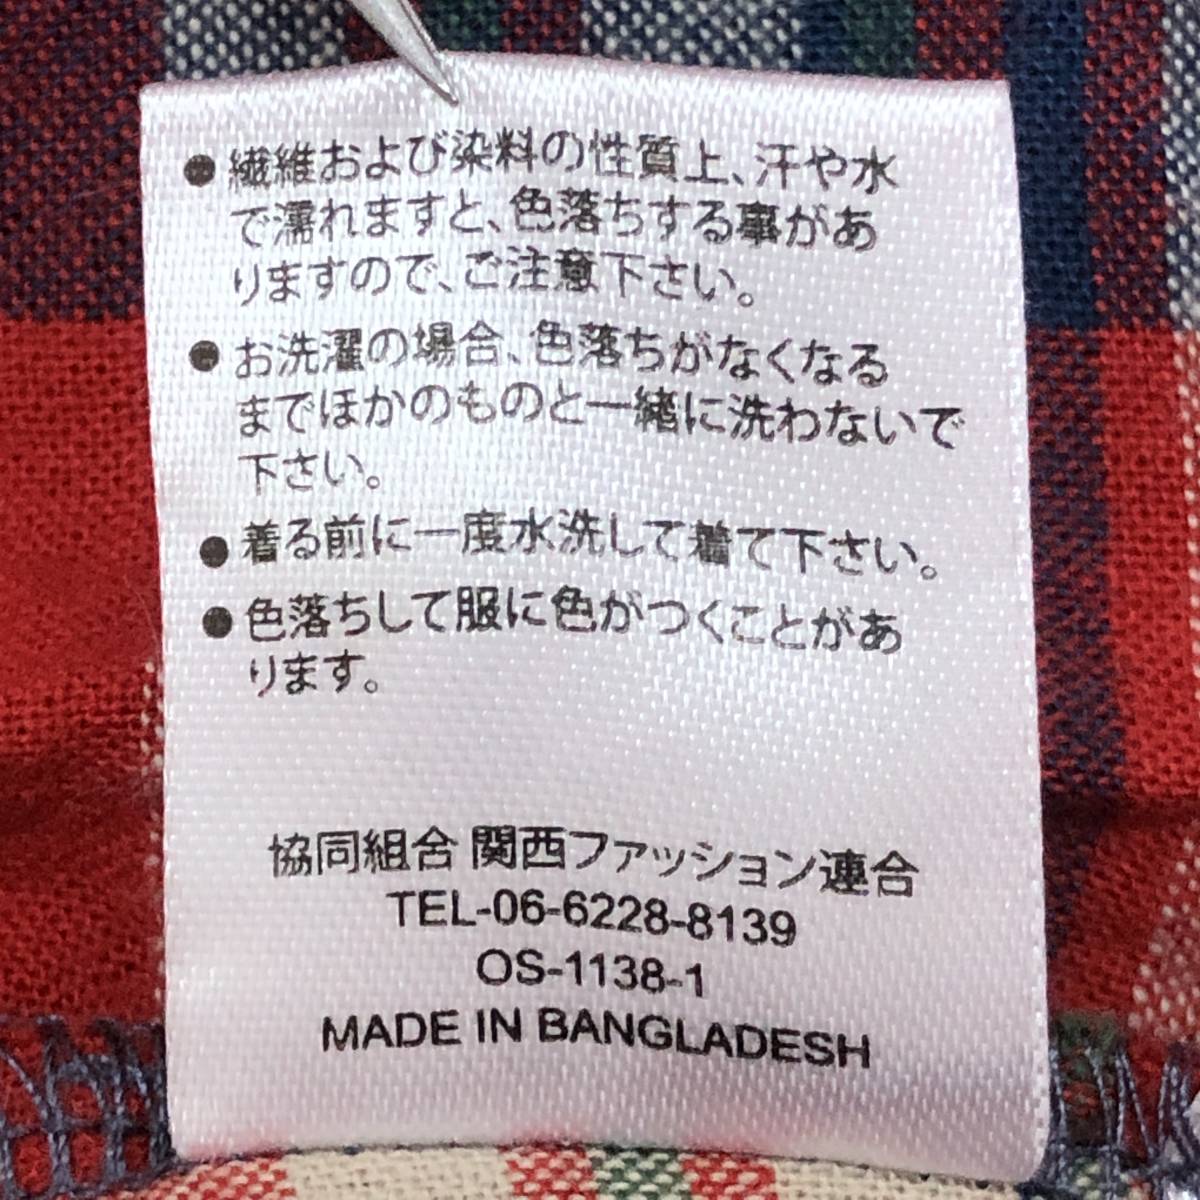 ●繊維および染料の性質上、汗や水
で濡れますと、色落ちする事があ
りますので、ご注意下さい。
●お洗濯の場合、色落ちがなくなる
までほかのものと一緒に洗わないで
下さい。
●着る前に一度水洗して着て下さい。
●色落ちして服に色がつくことがあ
ります。
協同組合 関西ファッション連合
TEL-06-6228-8139
OS-1138-1
MADE IN BANGLADESH